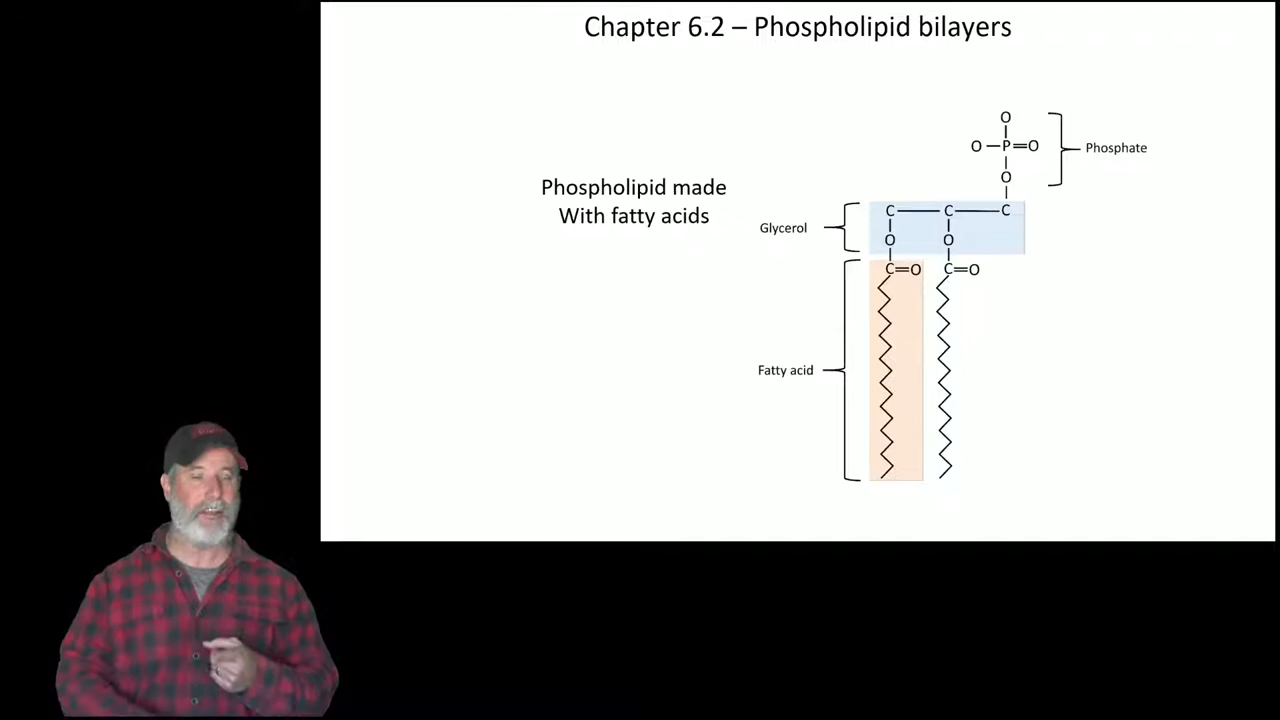 Chapter 6.2 – Phospholipid bilayers
O
O –P=O
Phosphate
O
Phospholipid made
With fatty acids
C C C
Glycerol
O O
C=O C=O
Fatty acid